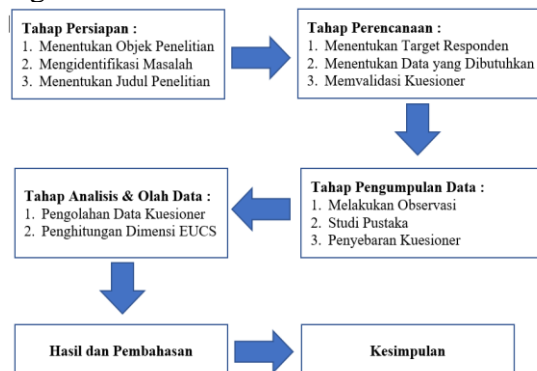 Tahap Persiapan :
1. Menentukan Objek Penelitian
2. Mengidentifikasi Masalah
3. Menentukan Judul Penelitian
Tahap Perencanaan :
1. Menentukan Target Responden
2. Menentukan Data yang Dibutuhkan
3. Memvalidasi Kuesioner
Tahap Pengumpulan Data :
1. Melakukan Observasi
2. Studi Pustaka
3. Penyebaran Kuesioner
Tahap Analisis & Olah Data :
1. Pengolahan Data Kuesioner
2. Penghitungan Dimensi EUCS
Hasil dan Pembahasan
Kesimpulan